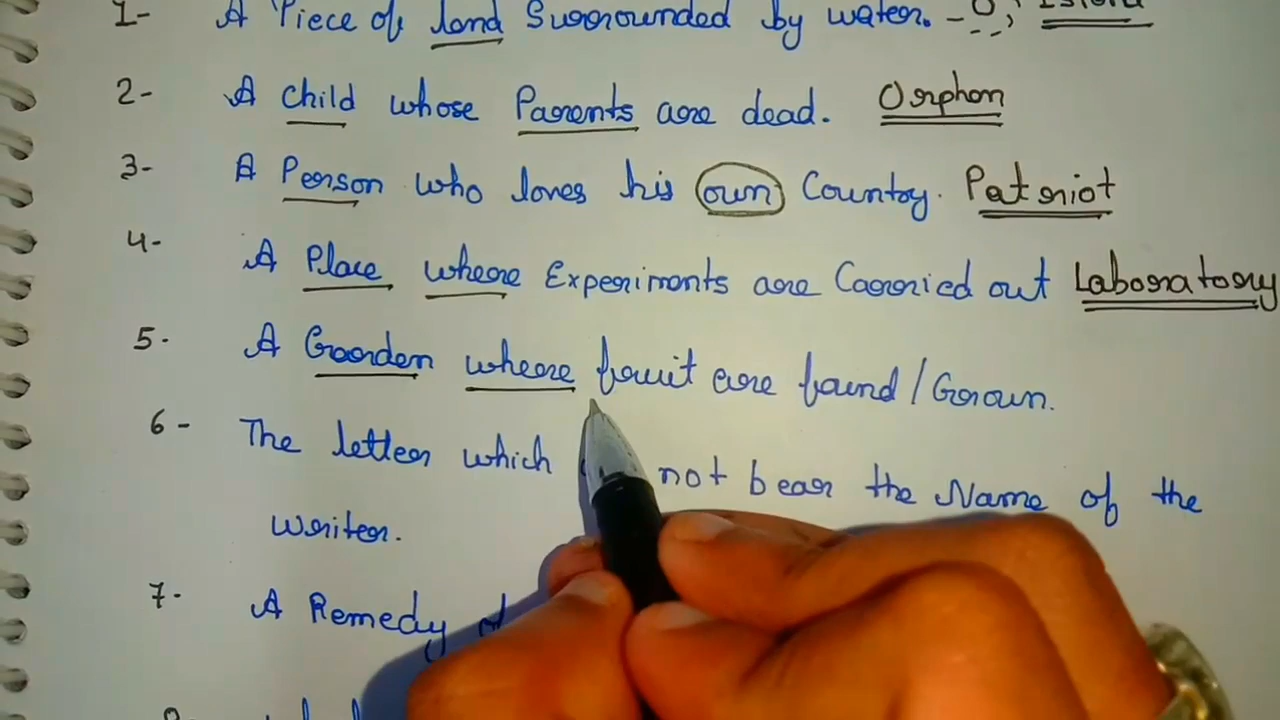 1- A Piece of land Surrounded by water. - Island
2- A child whose Parents are dead. Orphan
3- A Person who loves his own Country. Patriot
4- A Place where Experiments are Carried out Laboratory
5- A Garden where fruit are found / Grown.
6- The letter which not bear the Name of the
writer.
7- A Remedy of